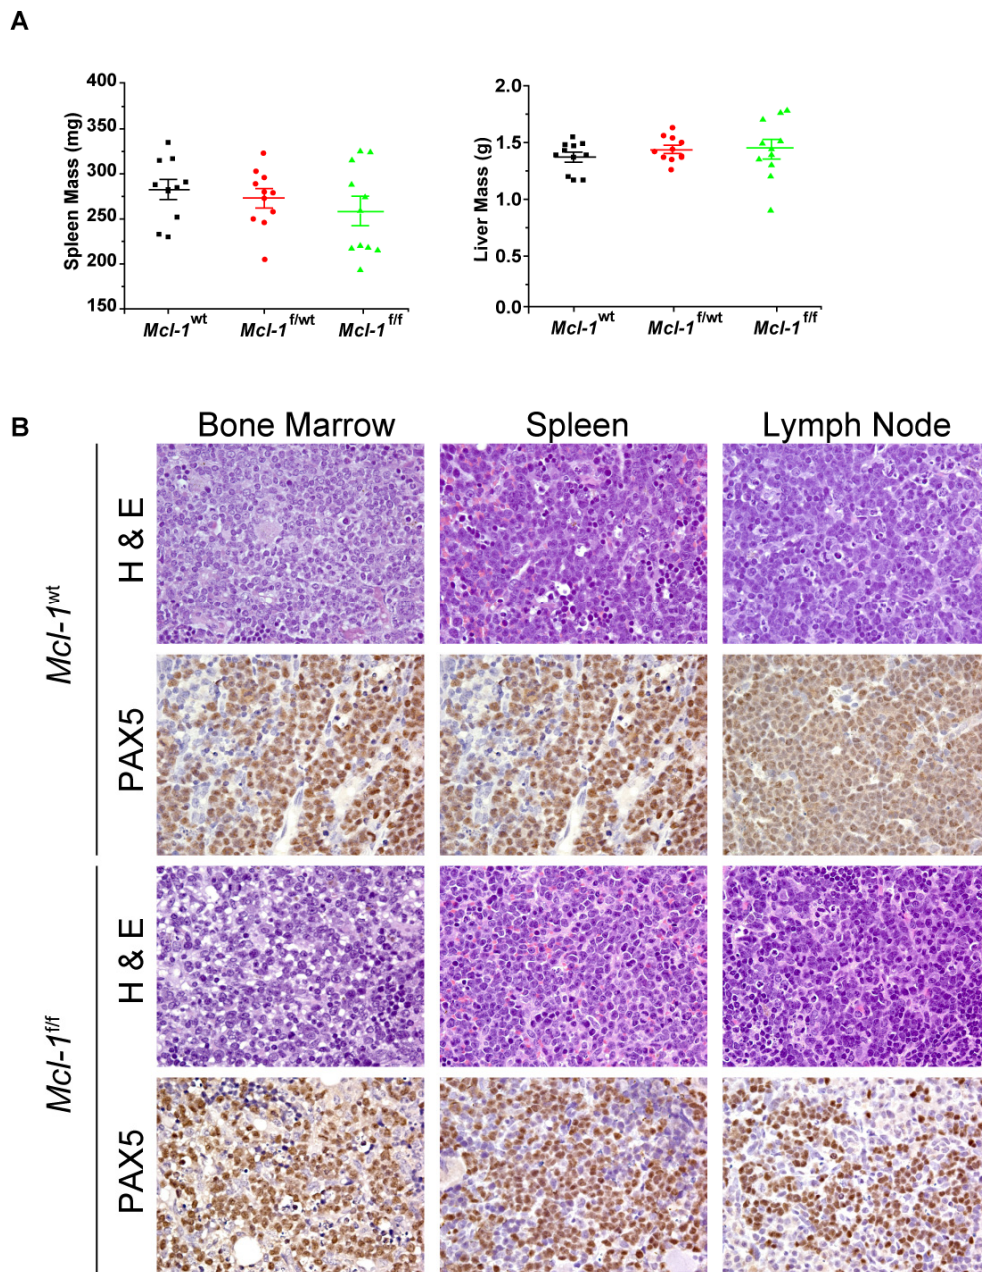 A
Spleen Mass (mg)
400
350
300
250
200
150
Mcl-1wt
Mcl-1f/wt
Mcl-1f/f
Liver Mass (g)
2.0
1.5
1.0
0.5
0.0
Mcl-1wt
Mcl-1f/wt
Mcl-1f/f
B
Bone Marrow
Spleen
Lymph Node
Mcl-1wt
H & E
PAX5
Mcl-1f/f
H & E
PAX5